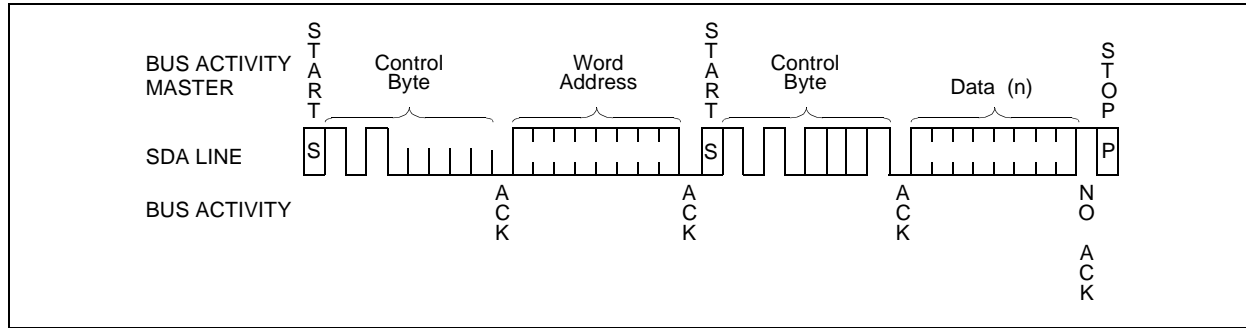 BUS ACTIVITY
MASTER
START
Control
Byte
Word
Address
START
Control
Byte
Data (n)
STOP
SDA LINE
S
S
P
BUS ACTIVITY
ACK
ACK
ACK
NO ACK